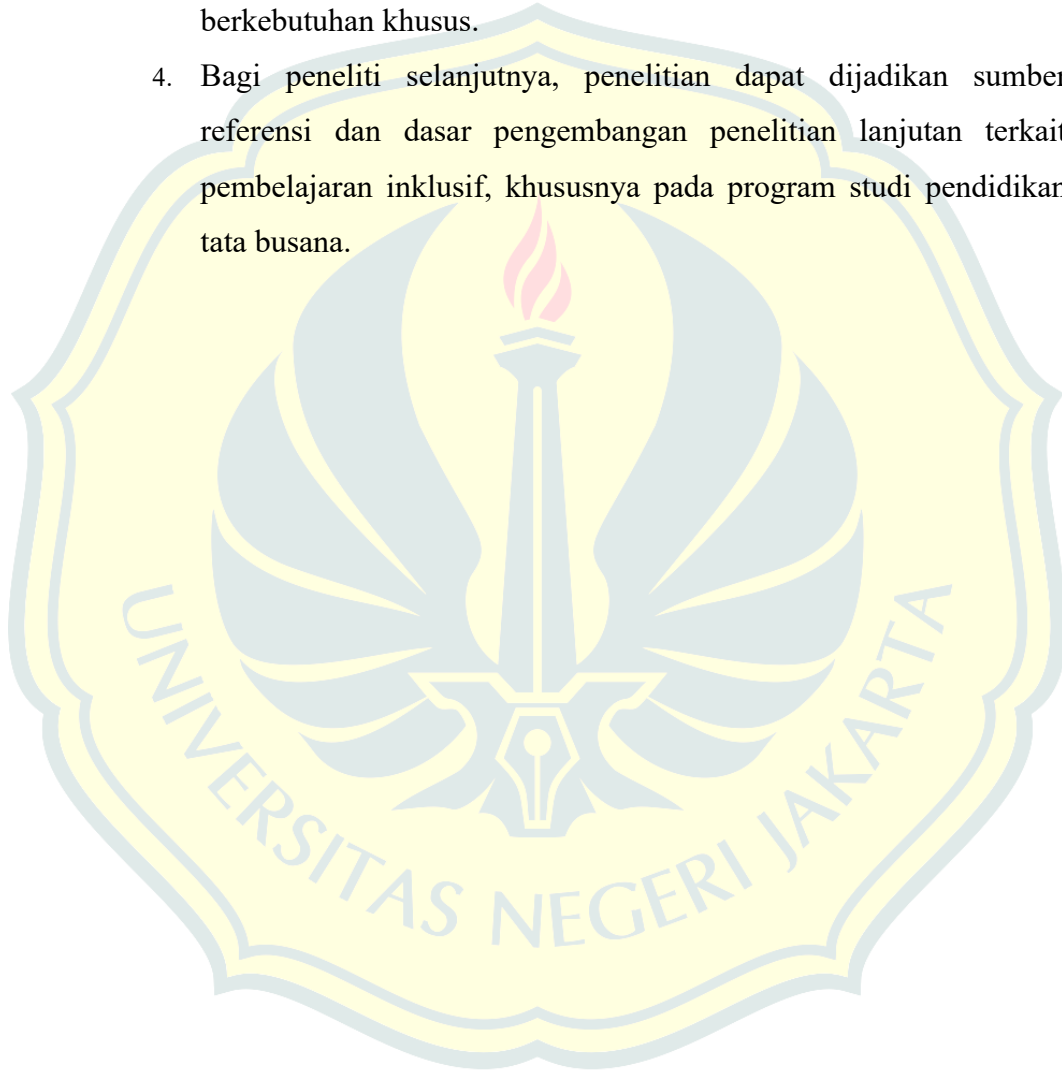 berkebutuhan khusus.
4. Bagi peneliti selanjutnya, penelitian dapat dijadikan sumber
referensi dan dasar pengembangan penelitian lanjutan terkait
pembelajaran inklusif, khususnya pada program studi pendidikan
tata busana.
UNIVERSITAS NEGERI JAKARTA